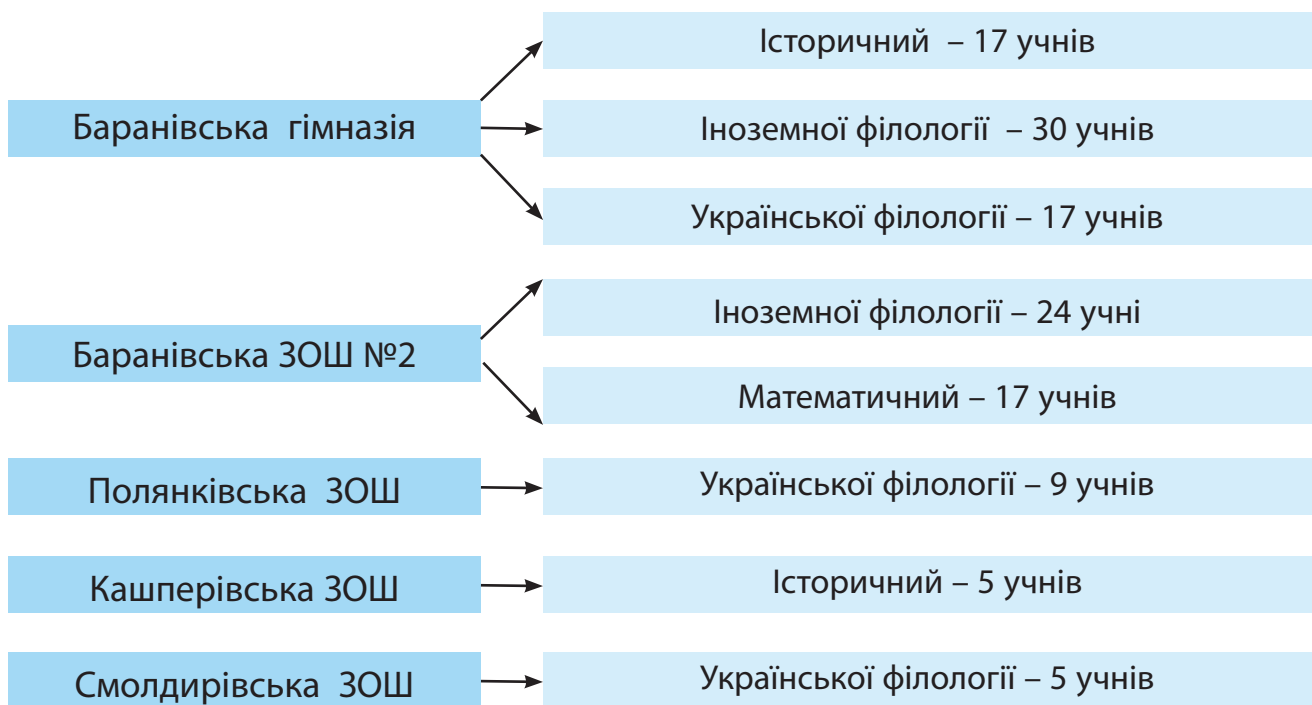 Баранівська гімназія
Історичний – 17 учнів
Іноземної філології – 30 учнів
Української філології – 17 учнів
Баранівська ЗОШ №2
Іноземної філології – 24 учні
Математичний – 17 учнів
Полянківська ЗОШ
Української філології – 9 учнів
Кашперівська ЗОШ
Історичний – 5 учнів
Смолдирівська ЗОШ
Української філології – 5 учнів